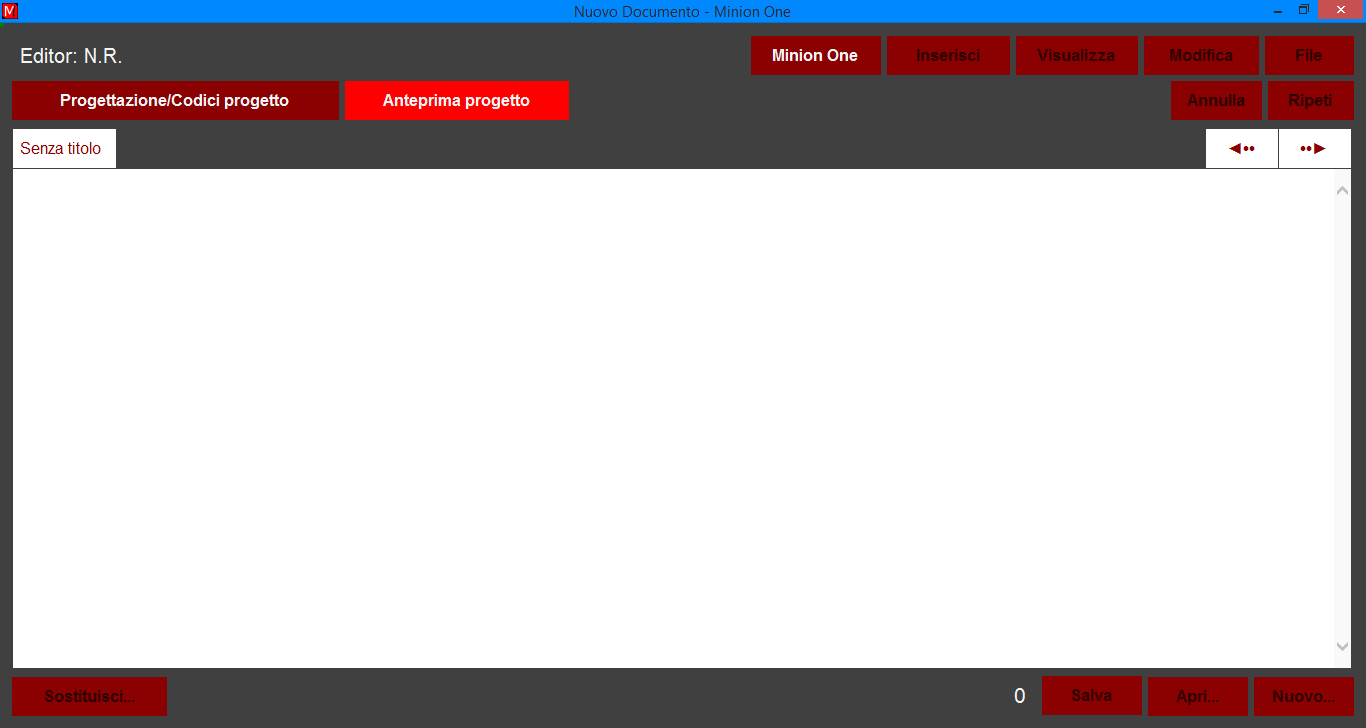 Nuovo Documento - Minion One
Editor: N.R.
Minion One Inserisci Visualizza Modifica File
Progettazione/Codici progetto Anteprima progetto Annulla Ripeti
Senza titolo ◄•• ••►
Sostituisci... 0 Salva Apri... Nuovo...